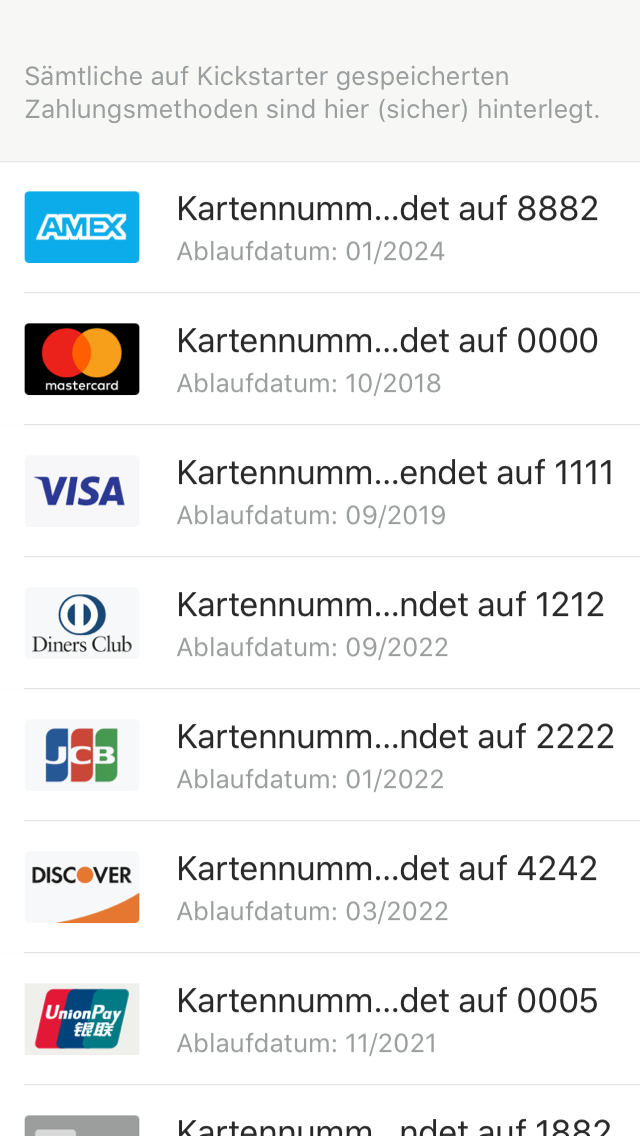 Sämtliche auf Kickstarter gespeicherten
Zahlungsmethoden sind hier (sicher) hinterlegt.
AMEX
Kartennumm...det auf 8882
Ablaufdatum: 01/2024
mastercard
Kartennumm...det auf 0000
Ablaufdatum: 10/2018
VISA
Kartennumm...endet auf 1111
Ablaufdatum: 09/2019
Diners Club
Kartennumm...ndet auf 1212
Ablaufdatum: 09/2022
JCB
Kartennumm...ndet auf 2222
Ablaufdatum: 01/2022
DISCOVER
Kartennumm...det auf 4242
Ablaufdatum: 03/2022
UnionPay
银联
Kartennumm...det auf 0005
Ablaufdatum: 11/2021
Kartennumm...ndet auf 1882